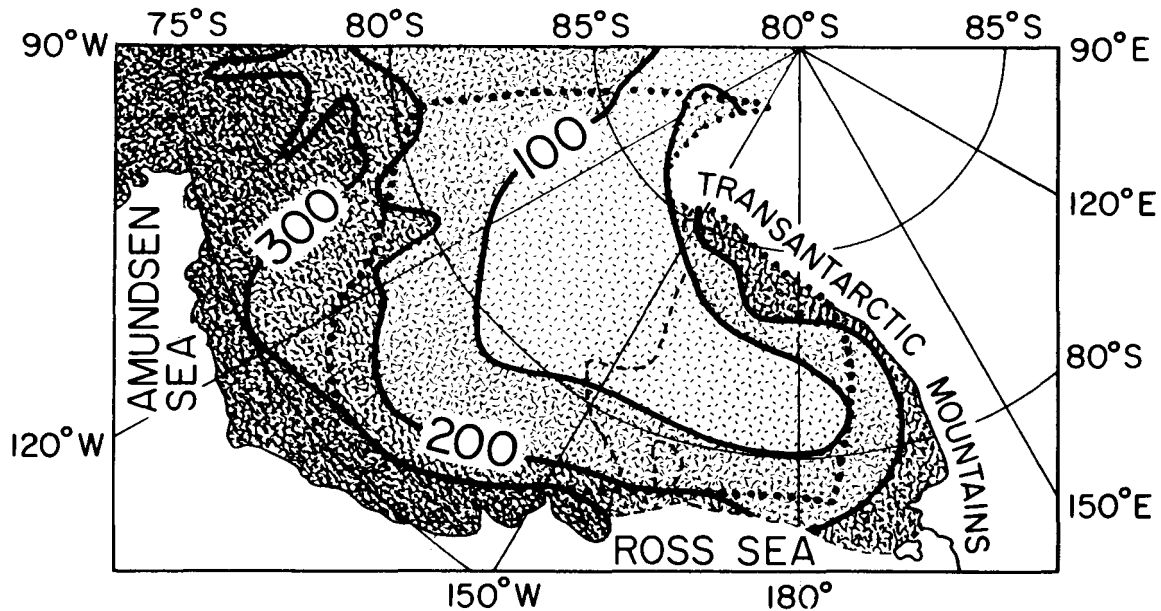 75°S 80°S 85°S 80°S 85°S
90°W 90°E
100
TRANSANTARCTIC MOUNTAINS
120°E
300
AMUNDSEN
SEA
80°S
200
120°W
150°E
ROSS SEA
150°W 180°